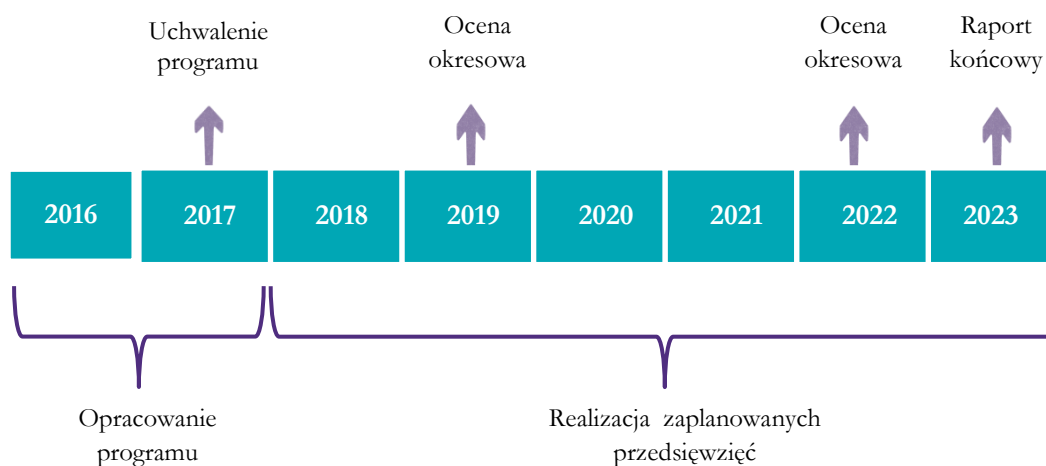 Uchwalenie
programu
Ocena
okresowa
Ocena
okresowa
Raport
końcowy
2016
2017
2018
2019
2020
2021
2022
2023
Opracowanie
programu
Realizacja zaplanowanych
przedsięwzięć